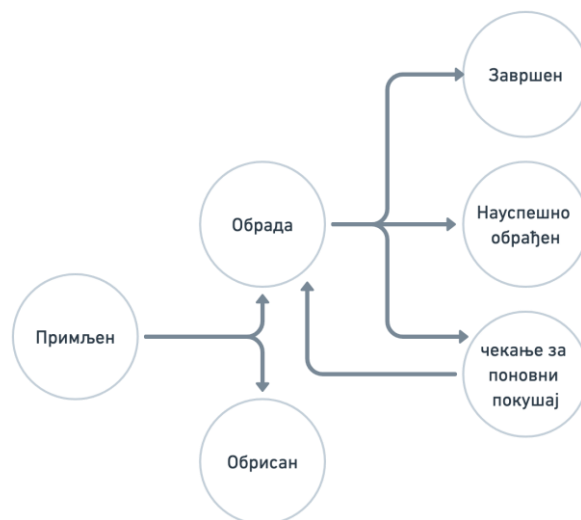 Завршен
Обрада
Науспешно
обрађен
Примљен
чекање за
поновни
покушај
Обрисан